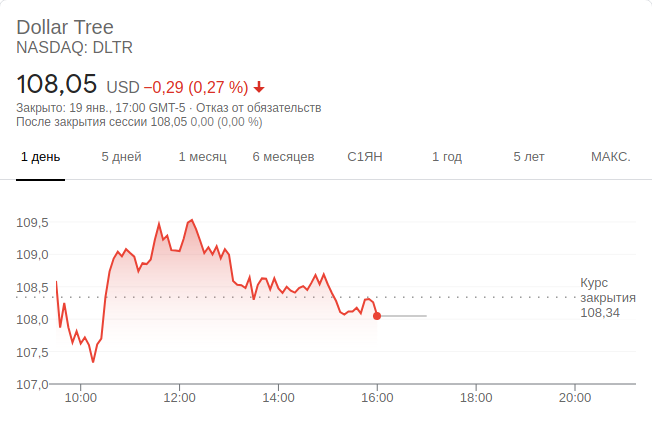 Dollar Tree
NASDAQ: DLTR
108,05 USD −0,29 (0,27 %)
Закрыто: 19 янв., 17:00 GMT-5 · Отказ от обязательств
После закрытия сессии 108,05 0,00 (0,00 %)
1 день 5 дней 1 месяц 6 месяцев С1ЯН 1 год 5 лет МАКС.
109,5
109,0
108,5
108,0
107,5
107,0
Курс
закрытия
108,34
10:00 12:00 14:00 16:00 18:00 20:00